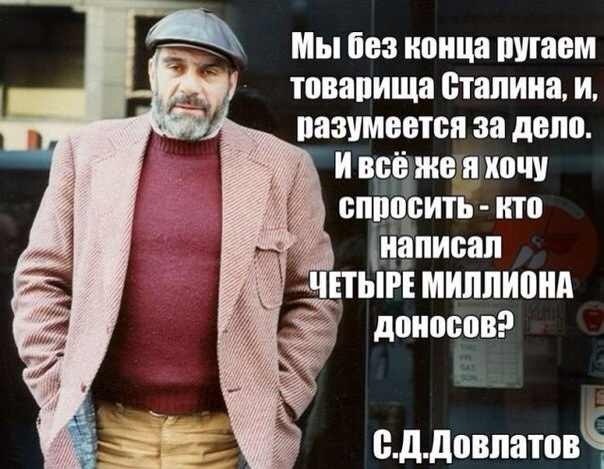 Мы без конца ругаем
товарища Сталина, и,
разумеется за дело.
И всё же я хочу
спросить - кто
написал
ЧЕТЫРЕ МИЛЛИОНА
доносов?
С.Д.Довлатов